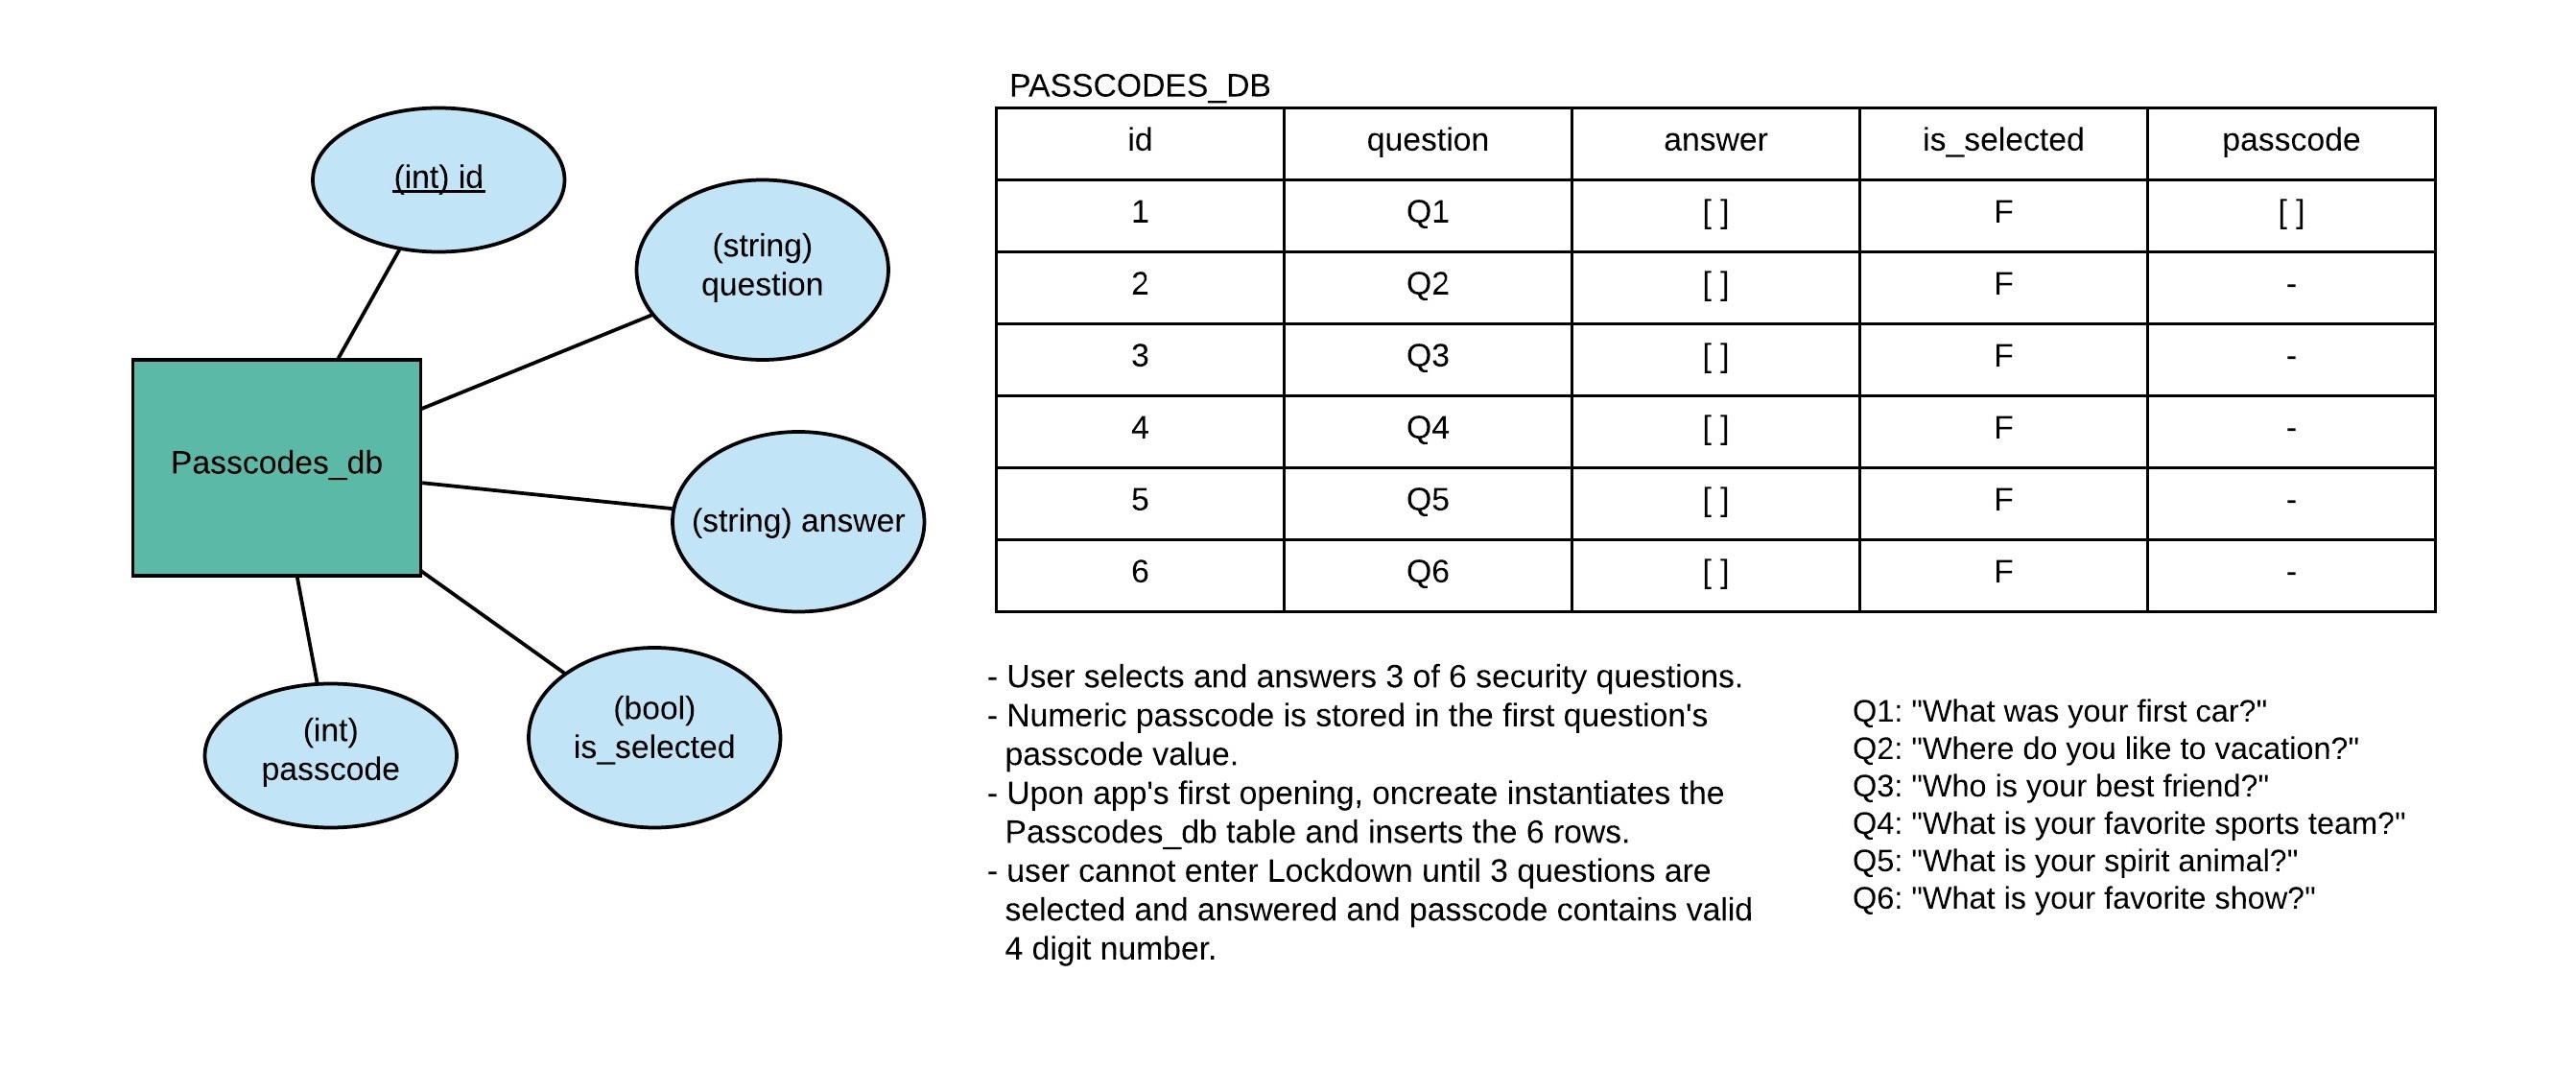 (int) id
(string)
question
Passcodes_db
(string) answer
(bool)
is_selected
(int)
passcode
PASSCODES_DB
id question answer is_selected passcode
1 Q1 [ ] F [ ]
2 Q2 [ ] F -
3 Q3 [ ] F -
4 Q4 [ ] F -
5 Q5 [ ] F -
6 Q6 [ ] F -
- User selects and answers 3 of 6 security questions.
- Numeric passcode is stored in the first question's
passcode value.
- Upon app's first opening, oncreate instantiates the
Passcodes_db table and inserts the 6 rows.
- user cannot enter Lockdown until 3 questions are
selected and answered and passcode contains valid
4 digit number.
Q1: "What was your first car?"
Q2: "Where do you like to vacation?"
Q3: "Who is your best friend?"
Q4: "What is your favorite sports team?"
Q5: "What is your spirit animal?"
Q6: "What is your favorite show?"